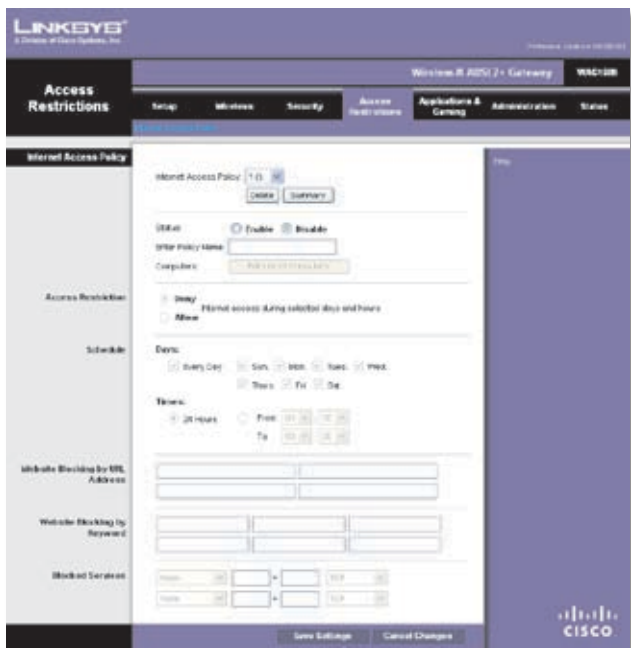 LINKSYS®
A Division of Cisco Systems, Inc.
Wireless-N ADSL2+ Gateway
Access Restrictions
Setup Wireless Security Access Restrictions Applications & Gaming Administration Status
Internet Access Policy
Internet Access Policy:
Delete Summary
Status: Enable Disable
Enter Policy Name:
Computers:
Access Restriction
Deny
Internet access during selected days and hours
Allow
Schedule
Days:
Every Day Sun. Mon. Tues. Wed.
Thurs Fri Sat.
Times:
24 Hours From
To
Website Blocking by URL Address
Website Blocking by Keyword
Blocked Services
None
None
Save Settings Cancel Changes
CISCO